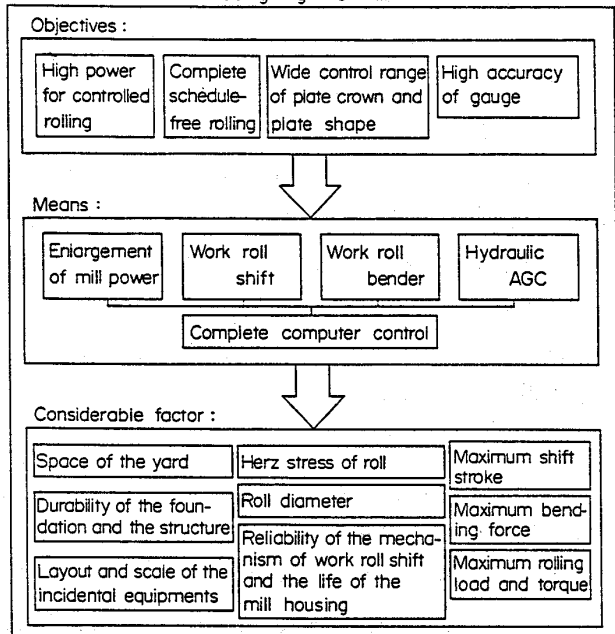 Objectives :
High power
for controlled
rolling
Complete
schedule-
free rolling
Wide control range
of plate crown and
plate shape
High accuracy
of gauge
Means :
Enlargement
of mill power
Work roll
shift
Work roll
bender
Hydraulic
AGC
Complete computer control
Considerable factor :
Space of the yard
Durability of the foun-
dation and the structure
Layout and scale of the
incidental equipments
Herz stress of roll
Roll diameter
Reliability of the mecha-
nism of work roll shift
and the life of the
mill housing
Maximum shift
stroke
Maximum bend-
ing force
Maximum rolling
load and torque